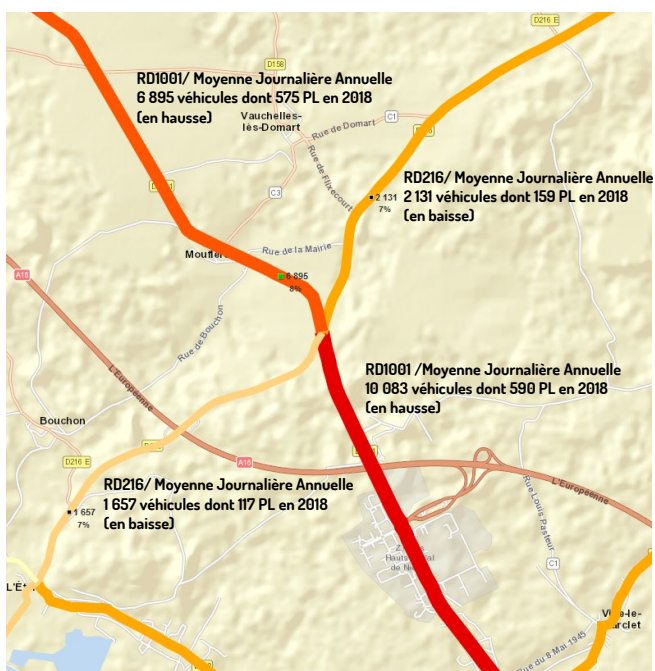 D216 E
D158
RD1001/ Moyenne Journalière Annuelle
6 895 véhicules dont 575 PL en 2018
(en hausse)
Vauchelles-
lès-Domart
Rue de Domart
C1
Rue de Flixecourt
C3
RD216/ Moyenne Journalière Annuelle
2 131 véhicules dont 159 PL en 2018
(en baisse)
2 131
7%
Rue de la Mairie
A16
6 895
8%
Rue de Bouchon
L'Européenne
RD1001 /Moyenne Journalière Annuelle
10 083 véhicules dont 590 PL en 2018
(en hausse)
Bouchon
D216 E
A16
L'Européenne
RD216/ Moyenne Journalière Annuelle
1 657 véhicules dont 117 PL en 2018
(en baisse)
1 657
7%
Rue Louis Pasteur
C1
Rue du 8 Mai 1945